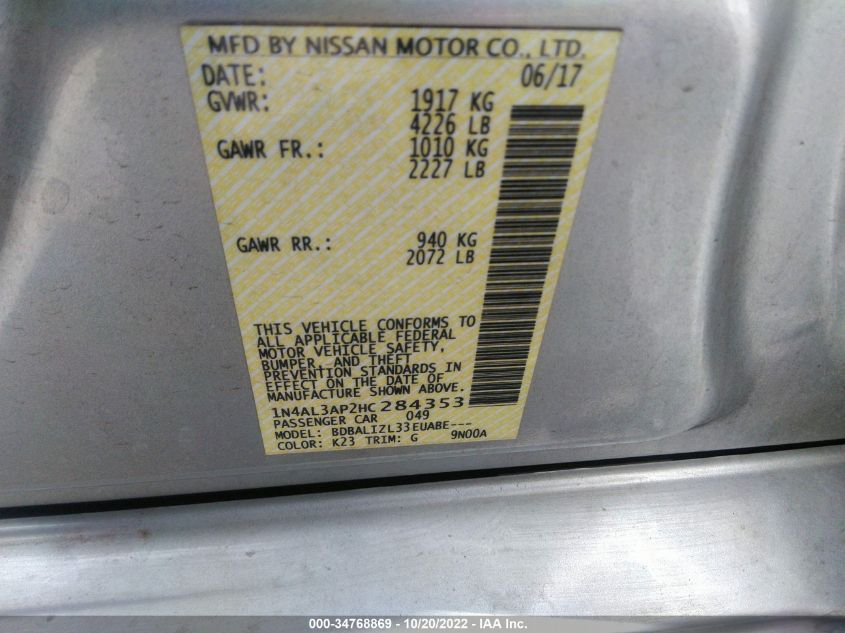 MFD BY NISSAN MOTOR CO., LTD.
DATE: 06/17
GVWR: 1917 KG
4226 LB
GAWR FR.: 1010 KG
2227 LB
GAWR RR.: 940 KG
2072 LB
THIS VEHICLE CONFORMS TO
ALL APPLICABLE FEDERAL
MOTOR VEHICLE SAFETY,
BUMPER, AND THEFT
PREVENTION STANDARDS IN
EFFECT ON THE DATE OF
MANUFACTURE SHOWN ABOVE.
1N4AL3AP2HC284353
PASSENGER CAR 049
MODEL: BDBALIZL33EUABE---
COLOR: K23 TRIM: G 9N00A
000-34768869 - 10/20/2022 - IAA Inc.